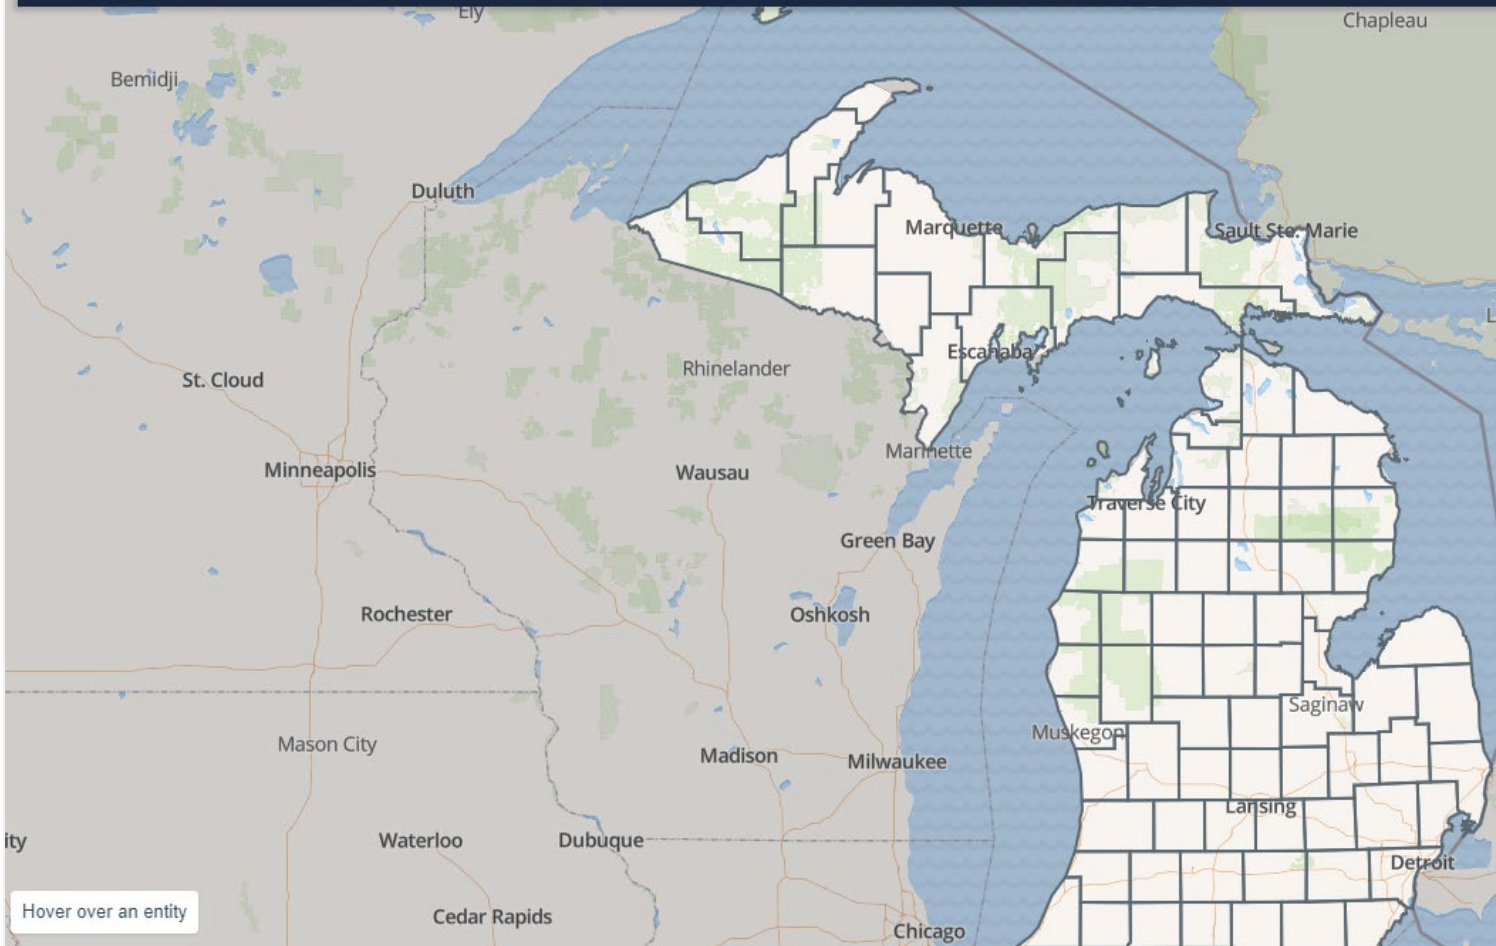 Ely
Chapleau
Bemidji
Duluth
Marquette
Sault Ste. Marie
Escanaba
Rhinelander
St. Cloud
Marinette
Minneapolis
Wausau
Traverse City
Green Bay
Rochester
Oshkosh
Saginaw
Muskegon
Mason City
Madison
Milwaukee
Lansing
ity
Waterloo
Dubuque
Detroit
Hover over an entity
Cedar Rapids
Chicago
L